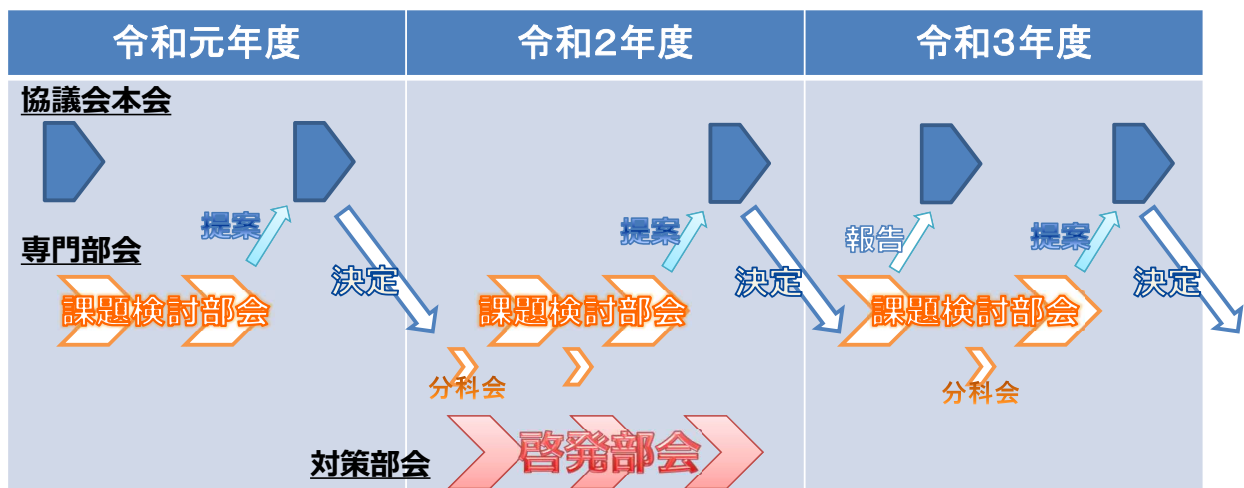 令和元年度
令和2年度
令和3年度
協議会本会
提案
提案
報告
提案
専門部会
決定
決定
決定
課題検討部会
課題検討部会
課題検討部会
分科会
分科会
啓発部会
対策部会